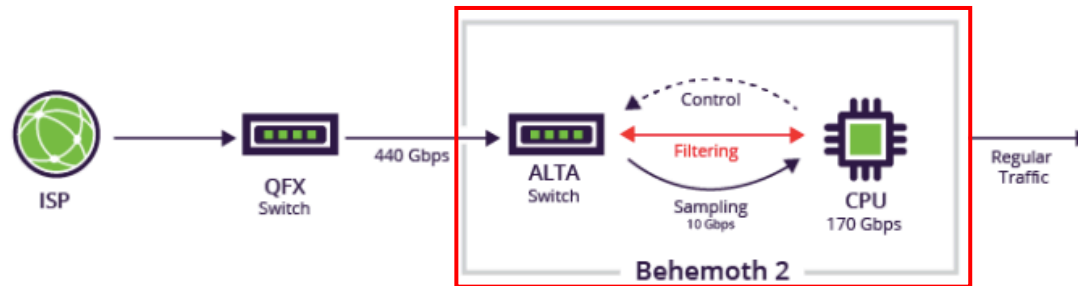 ISP
QFX
Switch
440 Gbps
ALTA
Switch
Control
Filtering
Sampling
10 Gbps
CPU
170 Gbps
Regular
Traffic
Behemoth 2